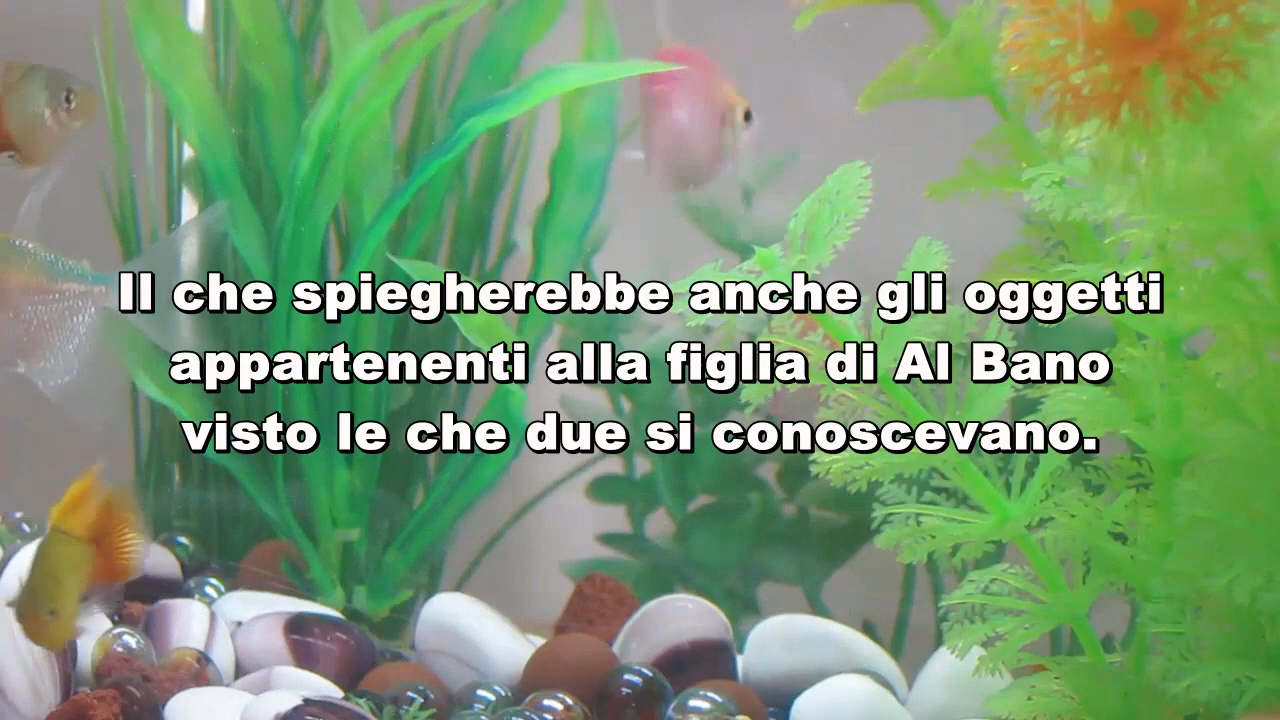 Il che spiegherebbe anche gli oggetti
appartenenti alla figlia di Al Bano
visto le che due si conoscevano.